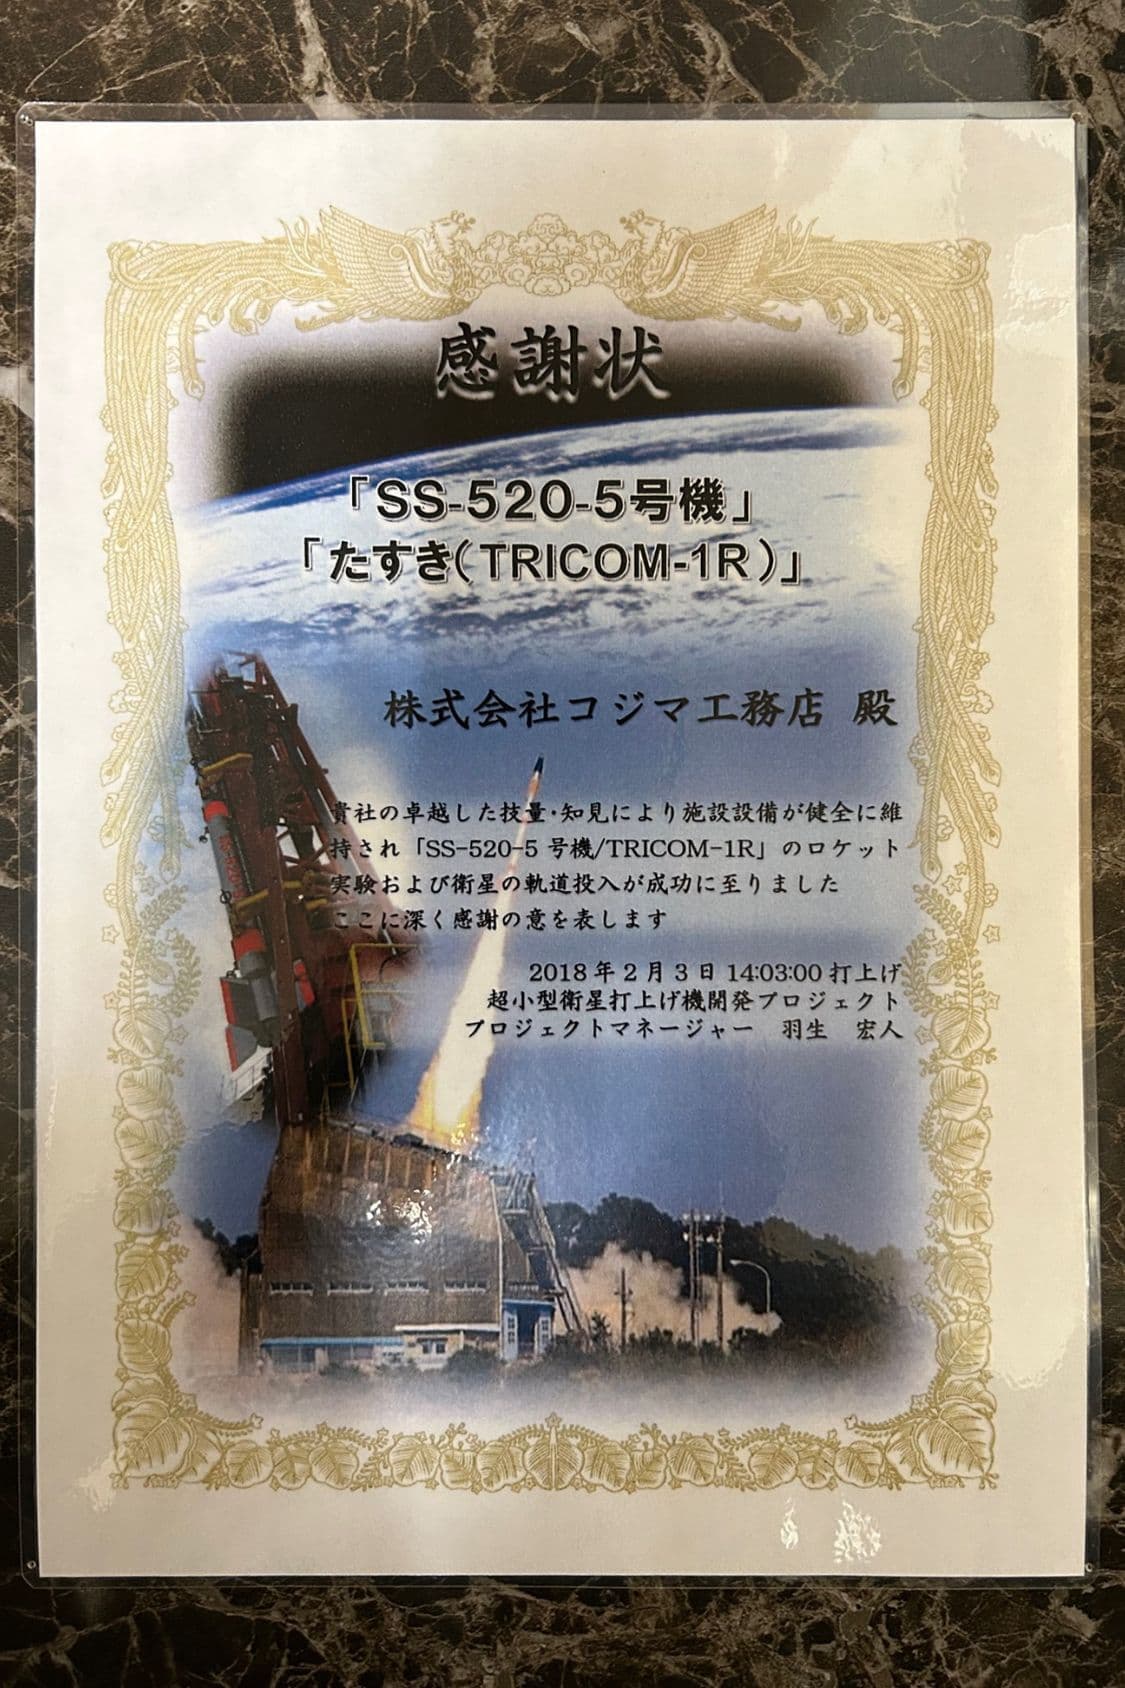 感謝状
「SS-520-5号機」
「たすき(TRICOM-1R)」
株式会社コジマ工務店 殿
貴社の卓越した技量・知見により施設設備が健全に維
持され「SS-520-5 号機/TRICOM-1R」のロケット
実験および衛星の軌道投入が成功に至りました
ここに深く感謝の意を表します
2018 年 2 月 3 日 14:03:00 打上げ
超小型衛星打上げ機開発プロジェクト
プロジェクトマネージャー 羽生 宏人